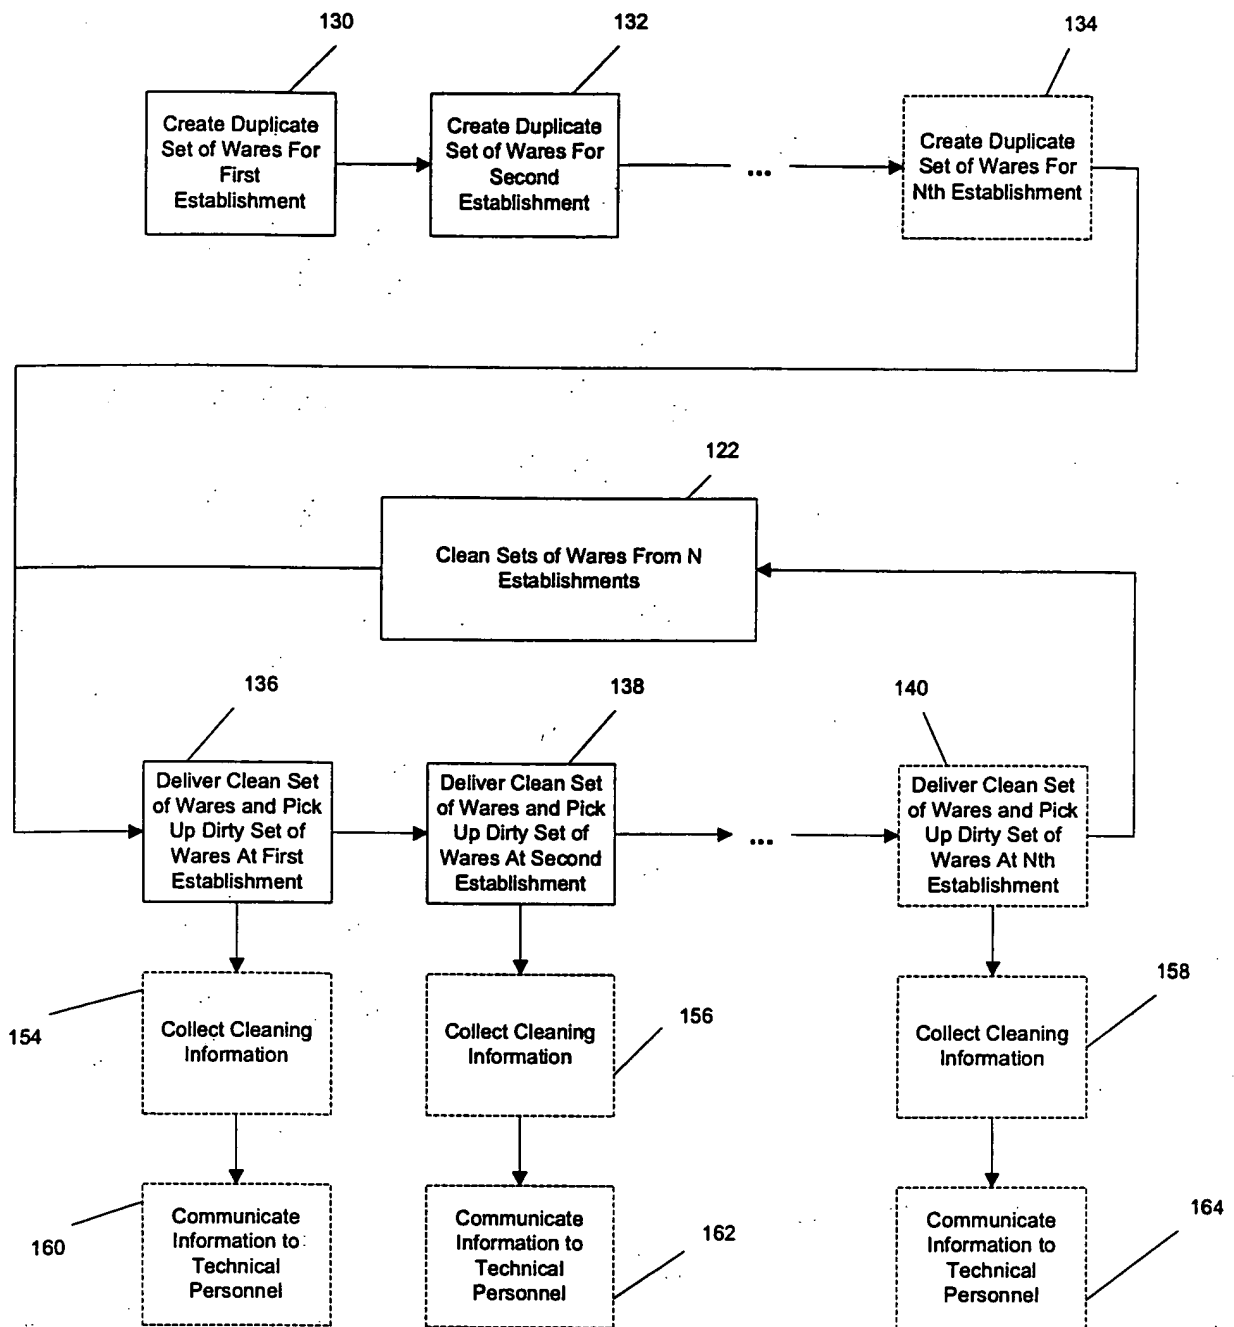 130
132
134
Create Duplicate
Set of Wares For
First
Establishment
Create Duplicate
Set of Wares For
Second
Establishment
...
Create Duplicate
Set of Wares For
Nth Establishment
122
Clean Sets of Wares From N
Establishments
136
138
140
Deliver Clean Set
of Wares and Pick
Up Dirty Set of
Wares At First
Establishment
Deliver Clean Set
of Wares and Pick
Up Dirty Set of
Wares At Second
Establishment
...
Deliver Clean Set
of Wares and Pick
Up Dirty Set of
Wares At Nth
Establishment
154
Collect Cleaning
Information
156
Collect Cleaning
Information
158
Collect Cleaning
Information
160
Communicate
Information to
Technical
Personnel
162
Communicate
Information to
Technical
Personnel
164
Communicate
Information to
Technical
Personnel